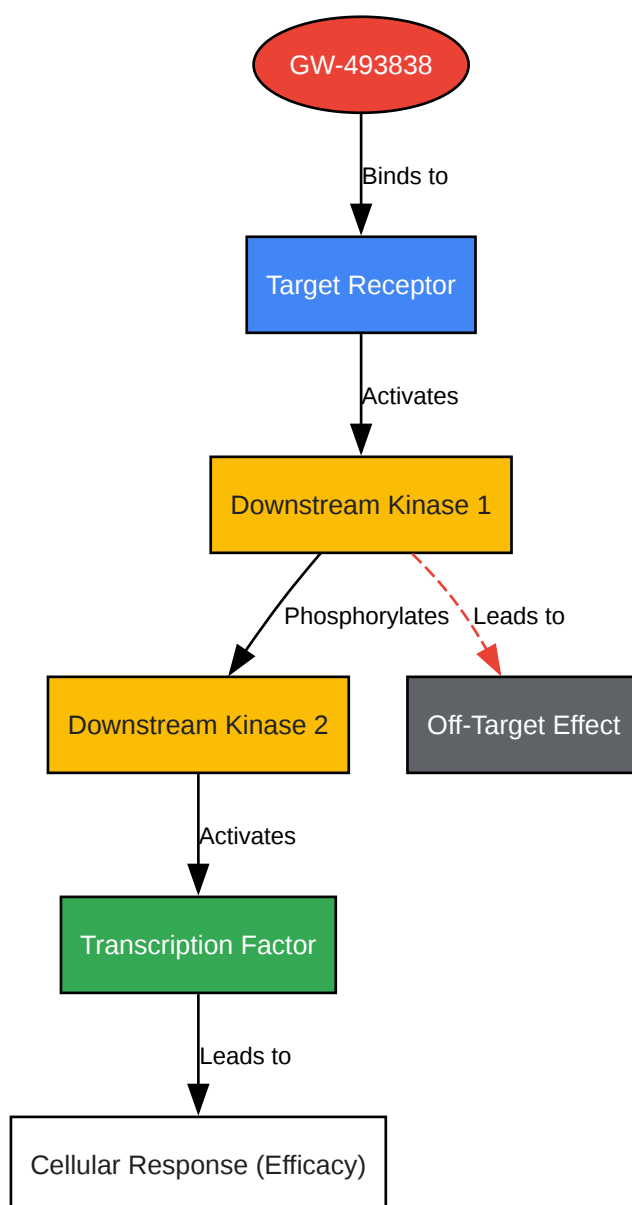 GW-493838
Binds to
Target Receptor
Activates
Downstream Kinase 1
Phosphorylates
Leads to
Downstream Kinase 2
Off-Target Effect
Activates
Transcription Factor
Leads to
Cellular Response (Efficacy)